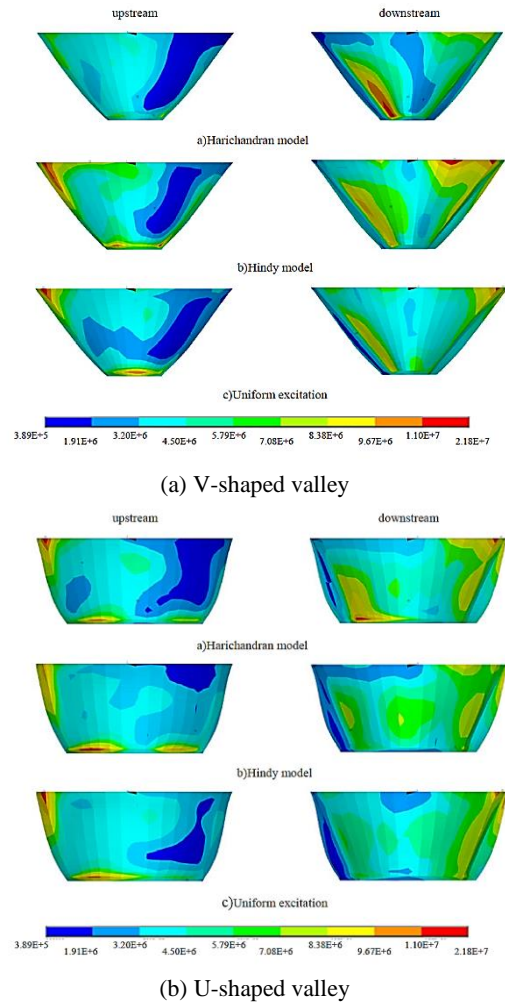 upstream downstream
a)Harichandran model
b)Hindy model
c)Uniform excitation
3.89E+5 1.91E+6 3.20E+6 4.50E+6 5.79E+6 7.08E+6 8.38E+6 9.67E+6 1.10E+7 2.18E+7
(a) V-shaped valley
upstream downstream
a)Harichandran model
b)Hindy model
c)Uniform excitation
3.89E+5 1.91E+6 3.20E+6 4.50E+6 5.79E+6 7.08E+6 8.38E+6 9.67E+6 1.10E+7 2.18E+7
(b) U-shaped valley